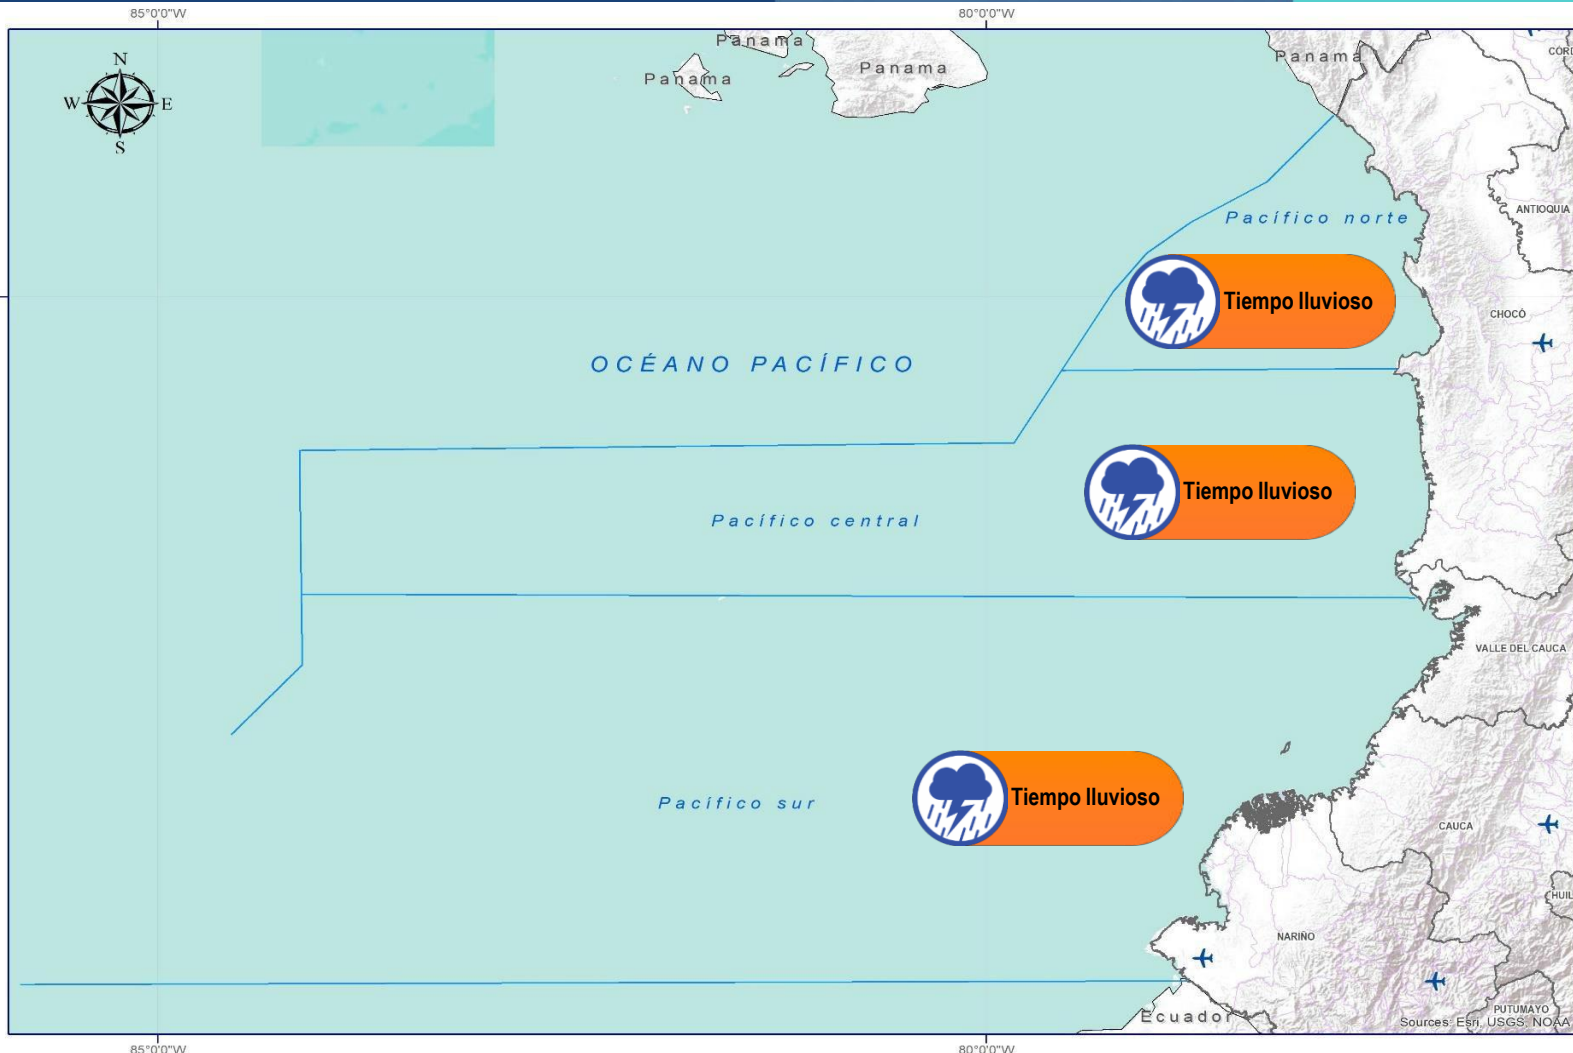 85°0'0"W
80°0'0"W
N
W
E
S
Panama
Panama
Panama
Panama
ANTIOQUIA
Pacífico norte
Tiempo lluvioso
CHOCÓ
OCÉANO PACÍFICO
Tiempo lluvioso
Pacífico central
VALLE DEL CAUCA
Tiempo lluvioso
Pacífico sur
CAUCA
NARIÑO
PUTUMAYO
Ecuador
Sources: Esri, USGS, NOAA
85°0'0"W
80°0'0"W